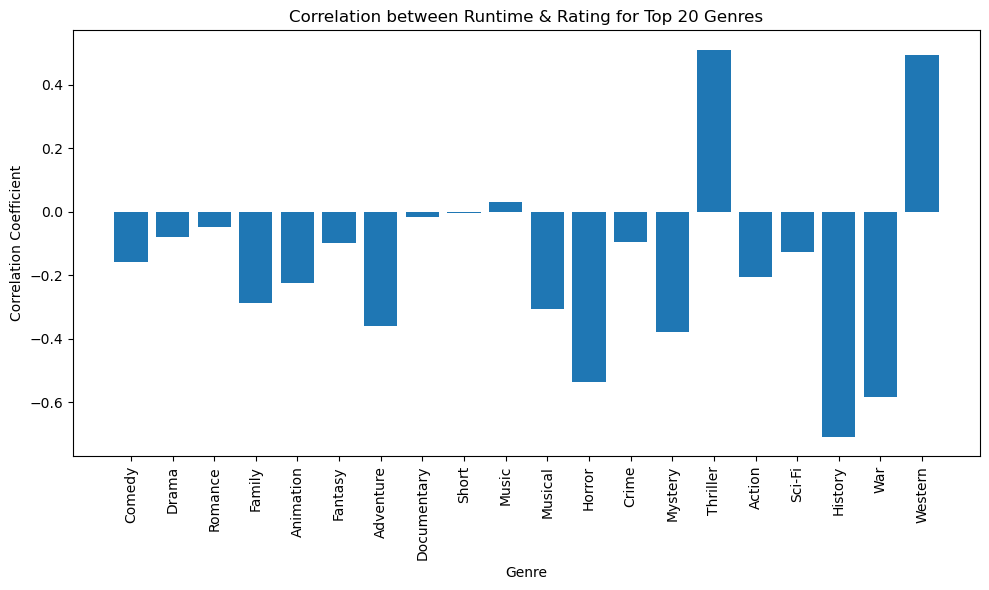 Correlation between Runtime & Rating for Top 20 Genres
Correlation Coefficient
0.4
0.2
0.0
−0.2
−0.4
−0.6
Comedy
Drama
Romance
Family
Animation
Fantasy
Adventure
Documentary
Short
Music
Musical
Horror
Crime
Mystery
Thriller
Action
Sci-Fi
History
War
Western
Genre